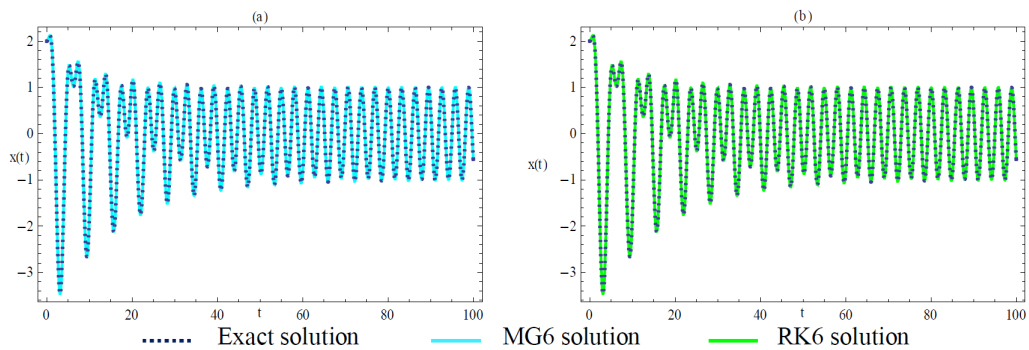 (a) (b)
2 2
1 1
0 0
x(t) x(t)
−1 −1
−2 −2
−3 −3
0 20 40 60 80 100 0 20 40 60 80 100
t t
Exact solution MG6 solution RK6 solution